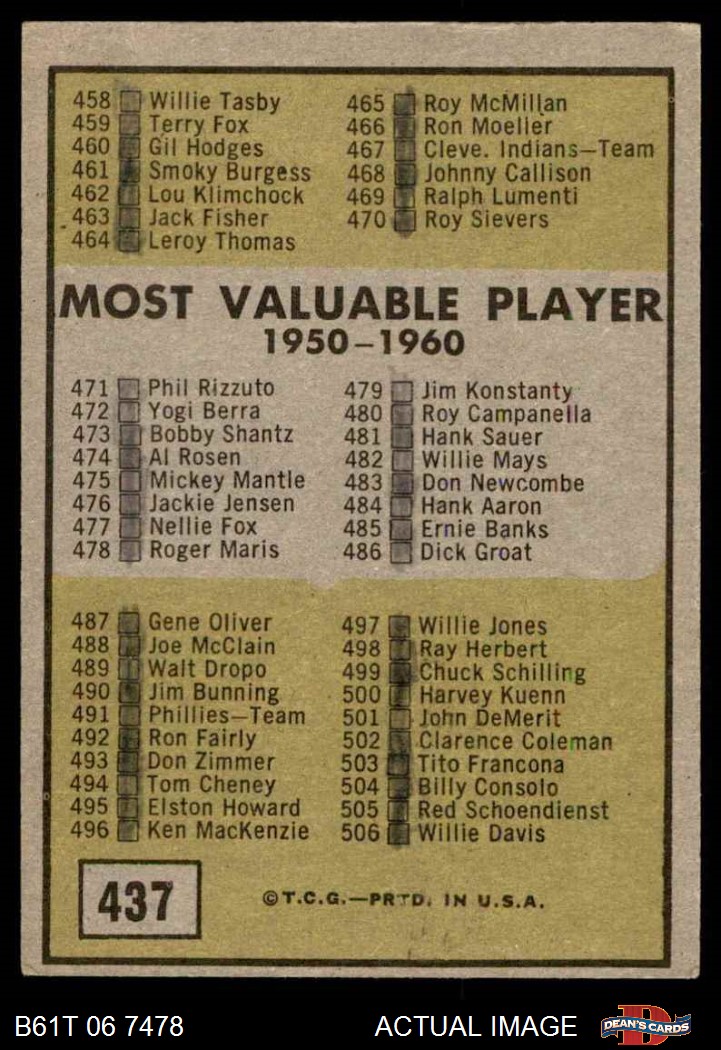 458 Willie Tasby
459 Terry Fox
460 Gil Hodges
461 Smoky Burgess
462 Lou Klimchock
463 Jack Fisher
464 Leroy Thomas
465 Roy McMillan
466 Ron Moeller
467 Cleve. Indians—Team
468 Johnny Callison
469 Ralph Lumenti
470 Roy Sievers
MOST VALUABLE PLAYER
1950–1960
471 Phil Rizzuto
472 Yogi Berra
473 Bobby Shantz
474 Al Rosen
475 Mickey Mantle
476 Jackie Jensen
477 Nellie Fox
478 Roger Maris
479 Jim Konstanty
480 Roy Campanella
481 Hank Sauer
482 Willie Mays
483 Don Newcombe
484 Hank Aaron
485 Ernie Banks
486 Dick Groat
487 Gene Oliver
488 Joe McClain
489 Walt Dropo
490 Jim Bunning
491 Phillies—Team
492 Ron Fairly
493 Don Zimmer
494 Tom Cheney
495 Elston Howard
496 Ken MacKenzie
497 Willie Jones
498 Ray Herbert
499 Chuck Schilling
500 Harvey Kuenn
501 John DeMerit
502 Clarence Coleman
503 Tito Francona
504 Billy Consolo
505 Red Schoendienst
506 Willie Davis
437
©T.C.G.—PRTD. IN U.S.A.
B61T 06 7478
ACTUAL IMAGE
D
DEAN'S CARDS